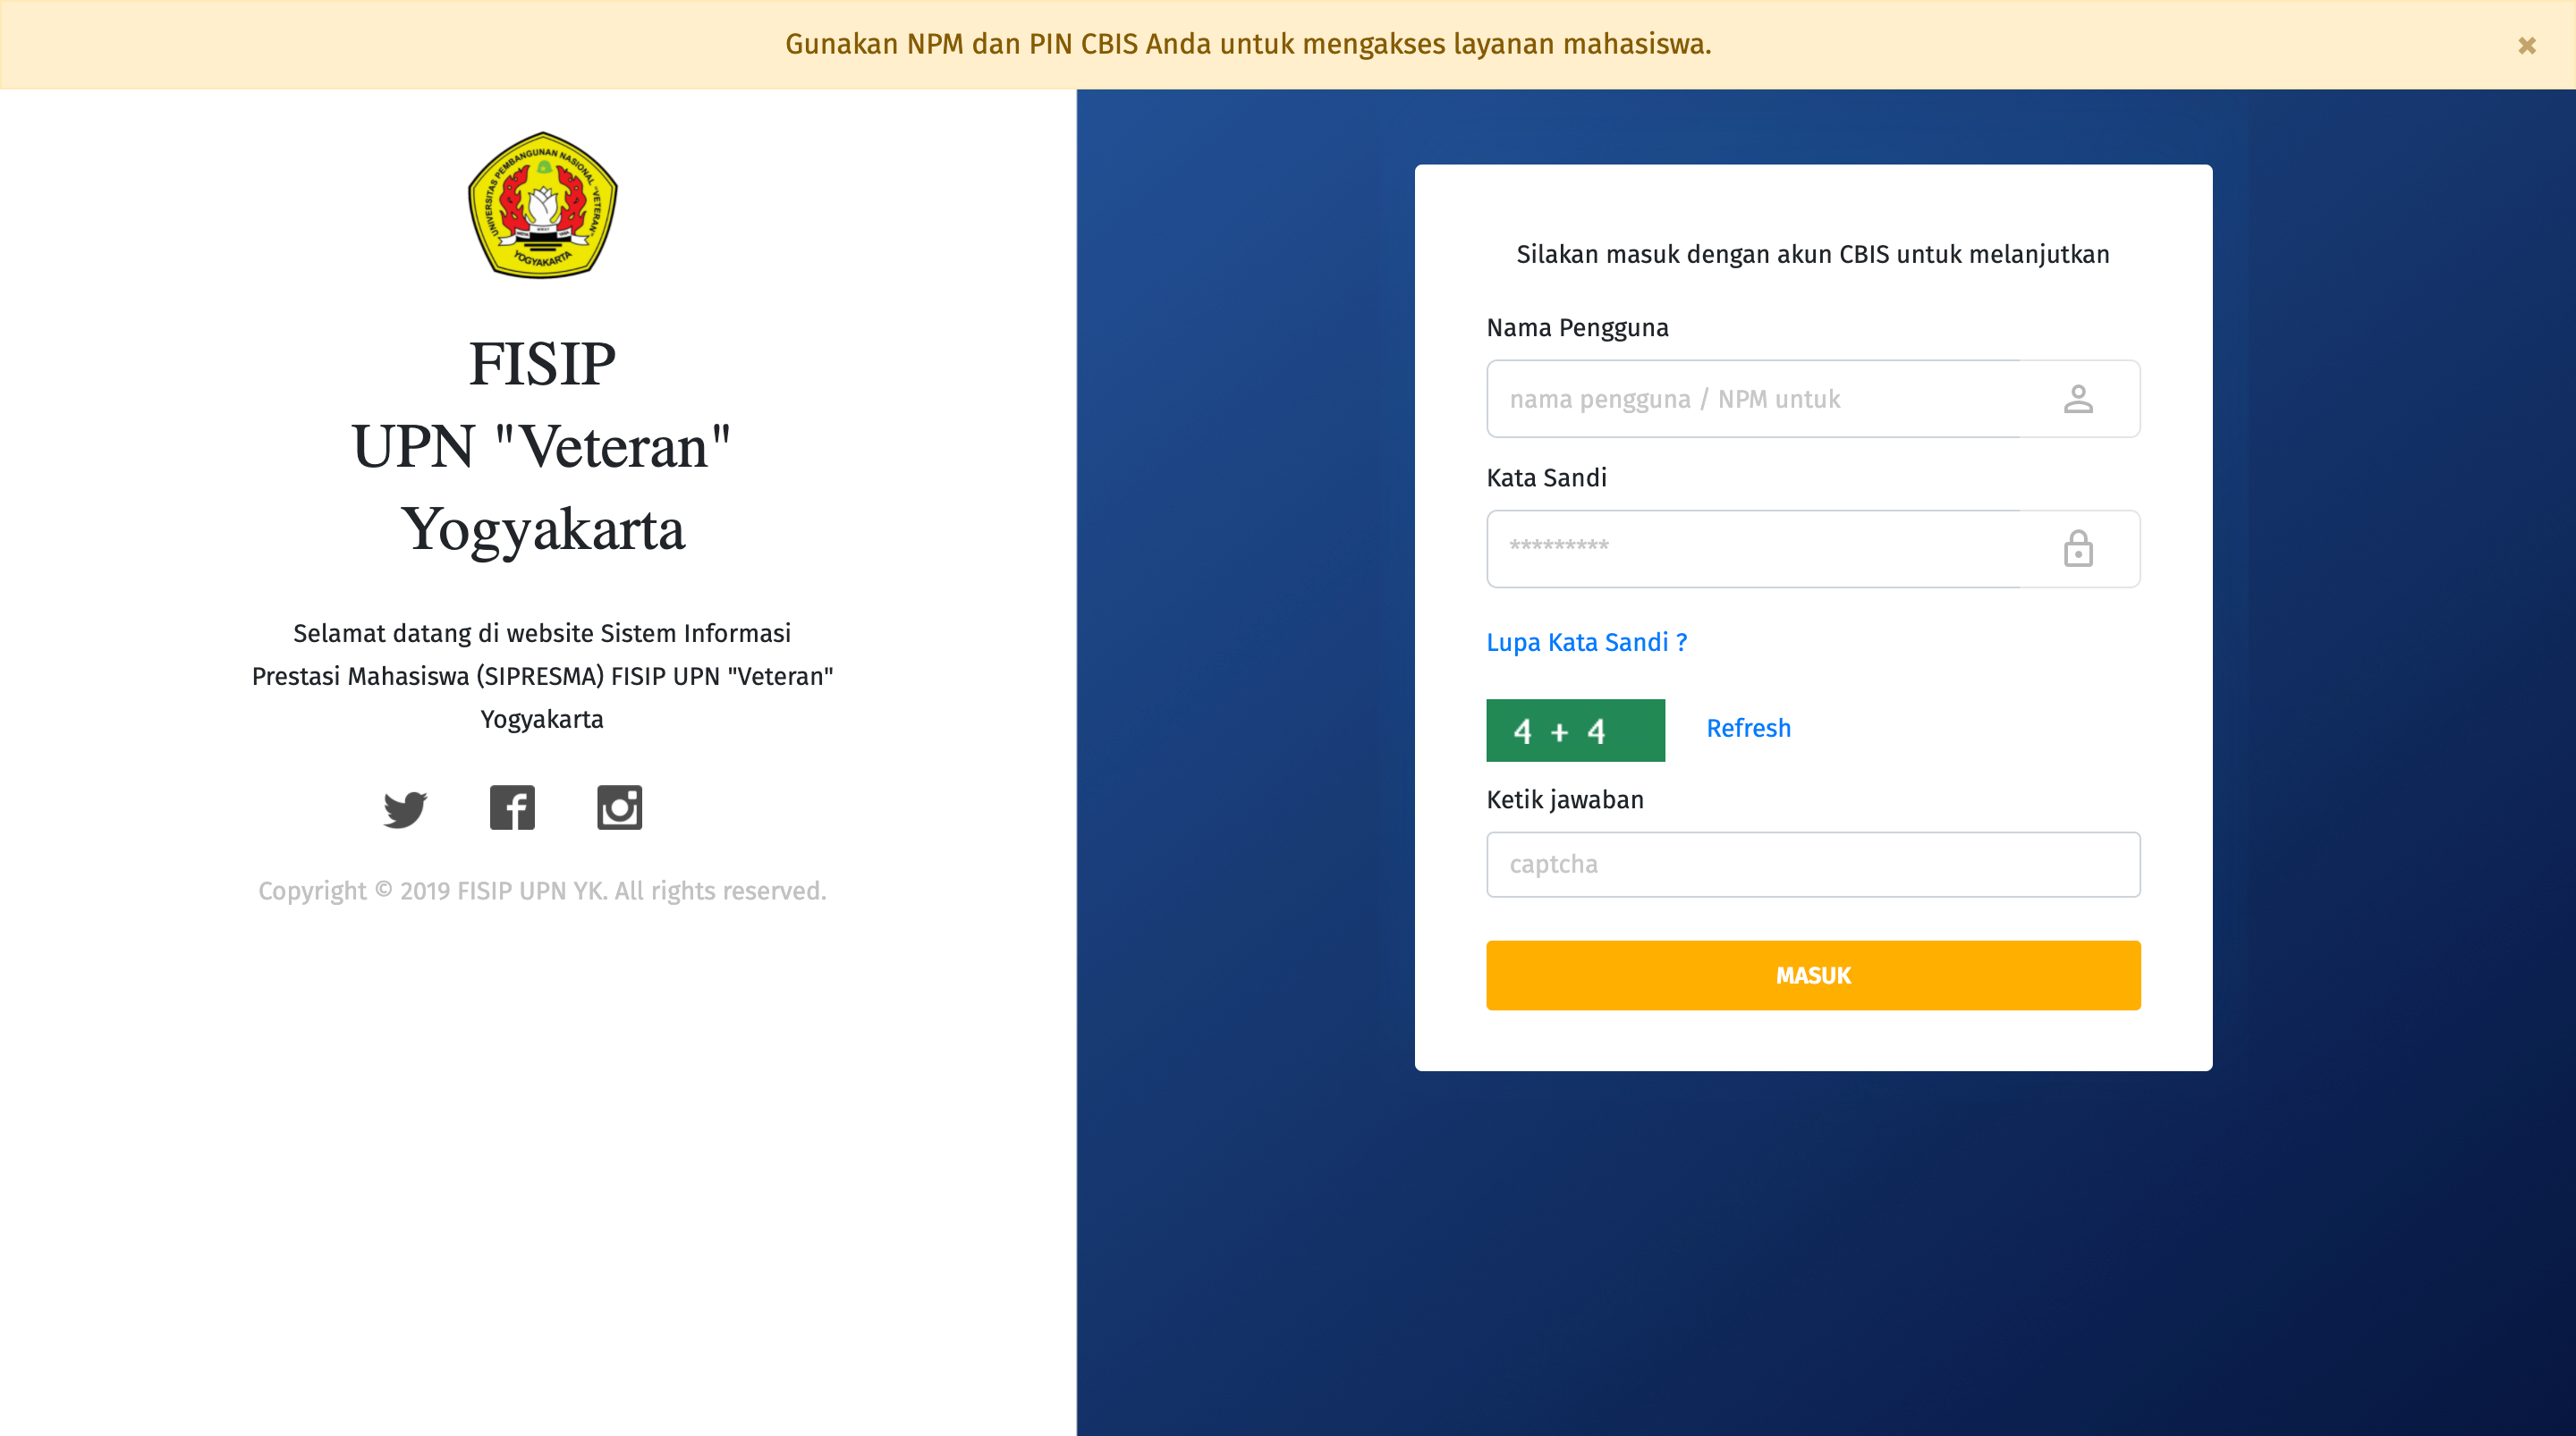 Gunakan NPM dan PIN CBIS Anda untuk mengakses layanan mahasiswa.
✖
UNIVERSITAS PEMBANGUNAN NASIONAL "VETERAN"
YOGYAKARTA
FISIP
UPN "Veteran"
Yogyakarta
Selamat datang di website Sistem Informasi
Prestasi Mahasiswa (SIPRESMA) FISIP UPN "Veteran"
Yogyakarta
Copyright © 2019 FISIP UPN YK. All rights reserved.
Silakan masuk dengan akun CBIS untuk melanjutkan
Nama Pengguna
nama pengguna / NPM untuk
Kata Sandi
*********
Lupa Kata Sandi ?
4 + 4 Refresh
Ketik jawaban
captcha
MASUK